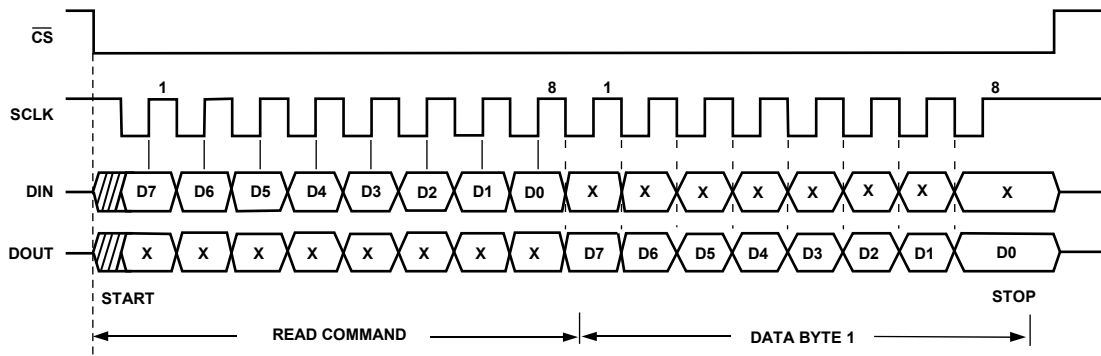 CS
1 8 1 8
SCLK
DIN D7 D6 D5 D4 D3 D2 D1 D0 X X X X X X X X
DOUT X X X X X X X X D7 D6 D5 D4 D3 D2 D1 D0
START STOP
READ COMMAND DATA BYTE 1